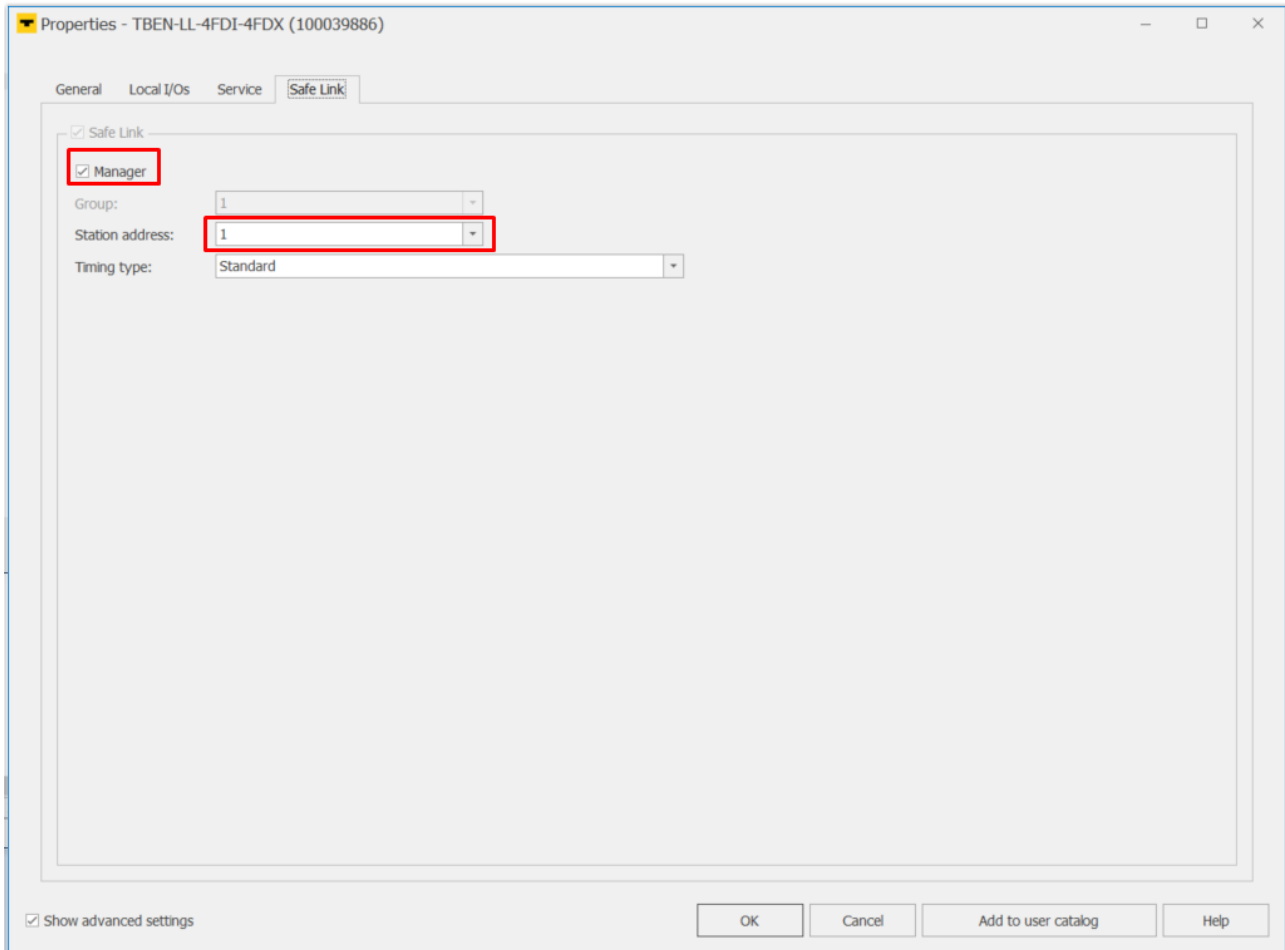 Properties - TBEN-LL-4FDI-4FDX (100039886)
General Local I/Os Service Safe Link
Safe Link
Manager
Group: 1
Station address: 1
Timing type: Standard
Show advanced settings OK Cancel Add to user catalog Help